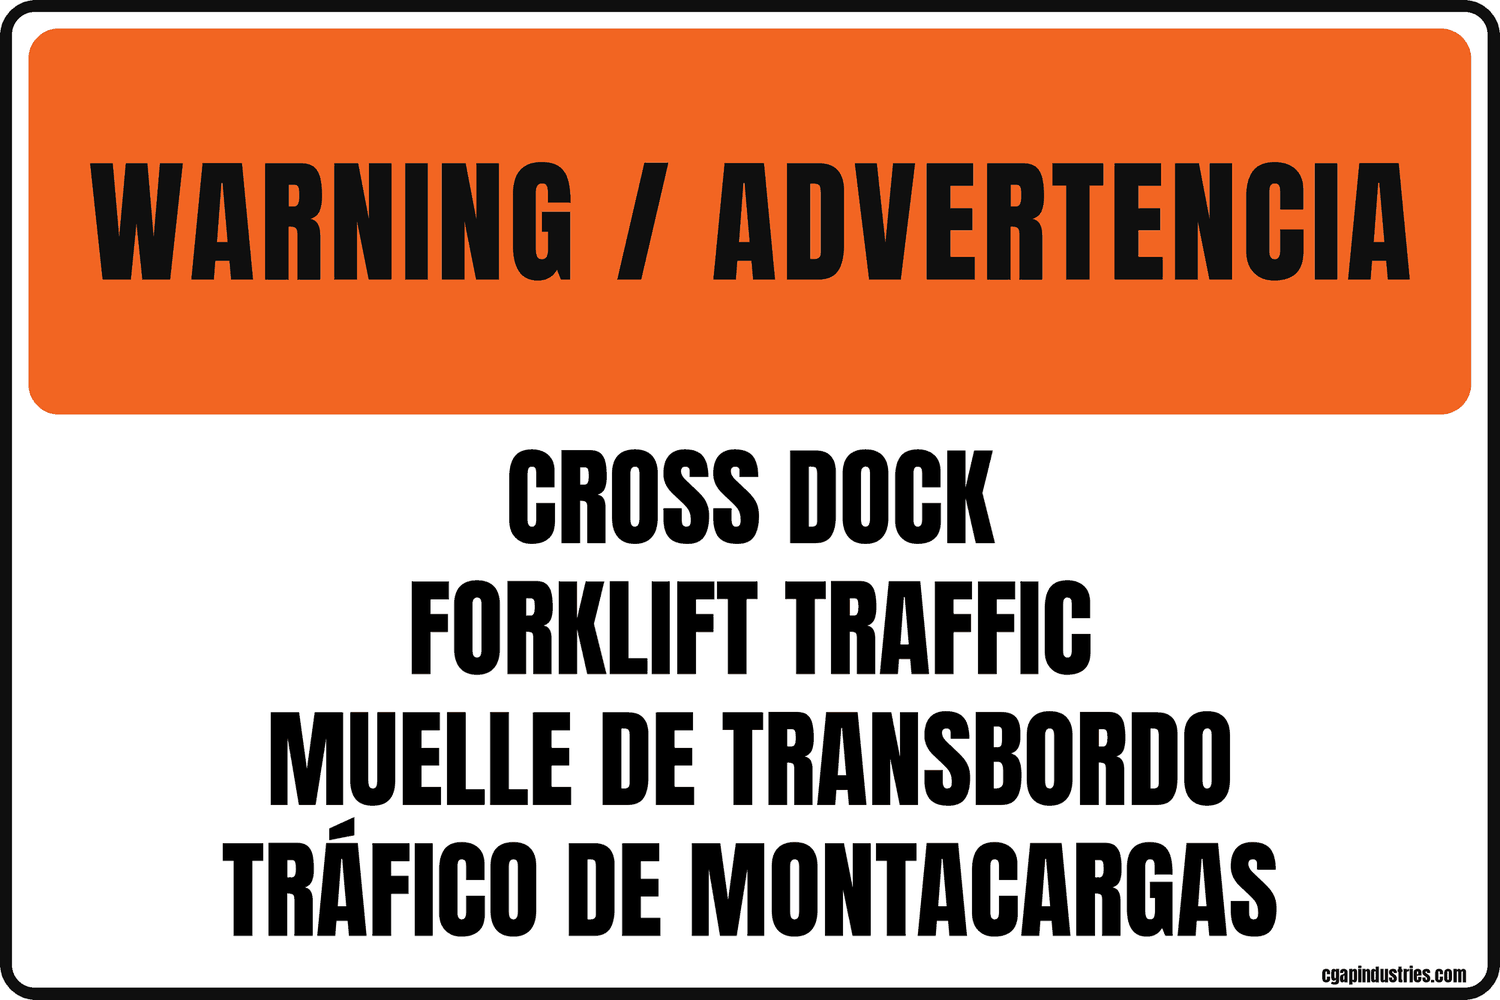 WARNING / ADVERTENCIA
CROSS DOCK
FORKLIFT TRAFFIC
MUELLE DE TRANSBORDO
TRÁFICO DE MONTACARGAS
cgapindustries.com